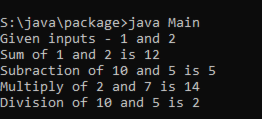 S:\java\package>java Main
Given inputs - 1 and 2
Sum of 1 and 2 is 12
Subraction of 10 and 5 is 5
Multiply of 2 and 7 is 14
Division of 10 and 5 is 2